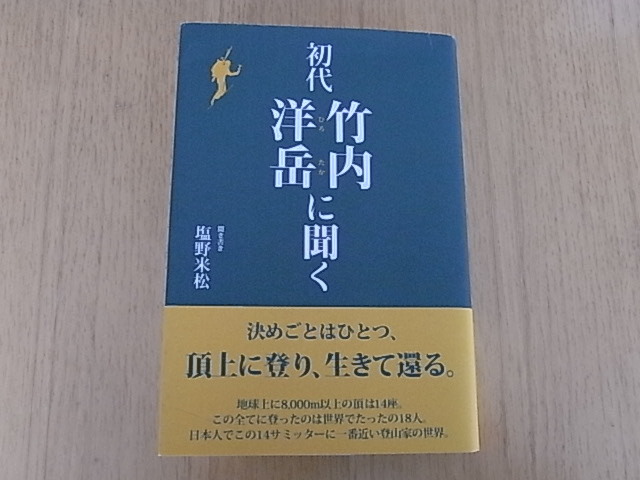 初代
竹内
洋岳
ひろ たか
に聞く
聞き書き
塩野米松
決めごとはひとつ、
頂上に登り、生きて還る。
地球上に8,000m以上の頂は14座。
この全てに登ったのは世界でたったの18人。
日本人でこの14サミッターに一番近い登山家の世界。